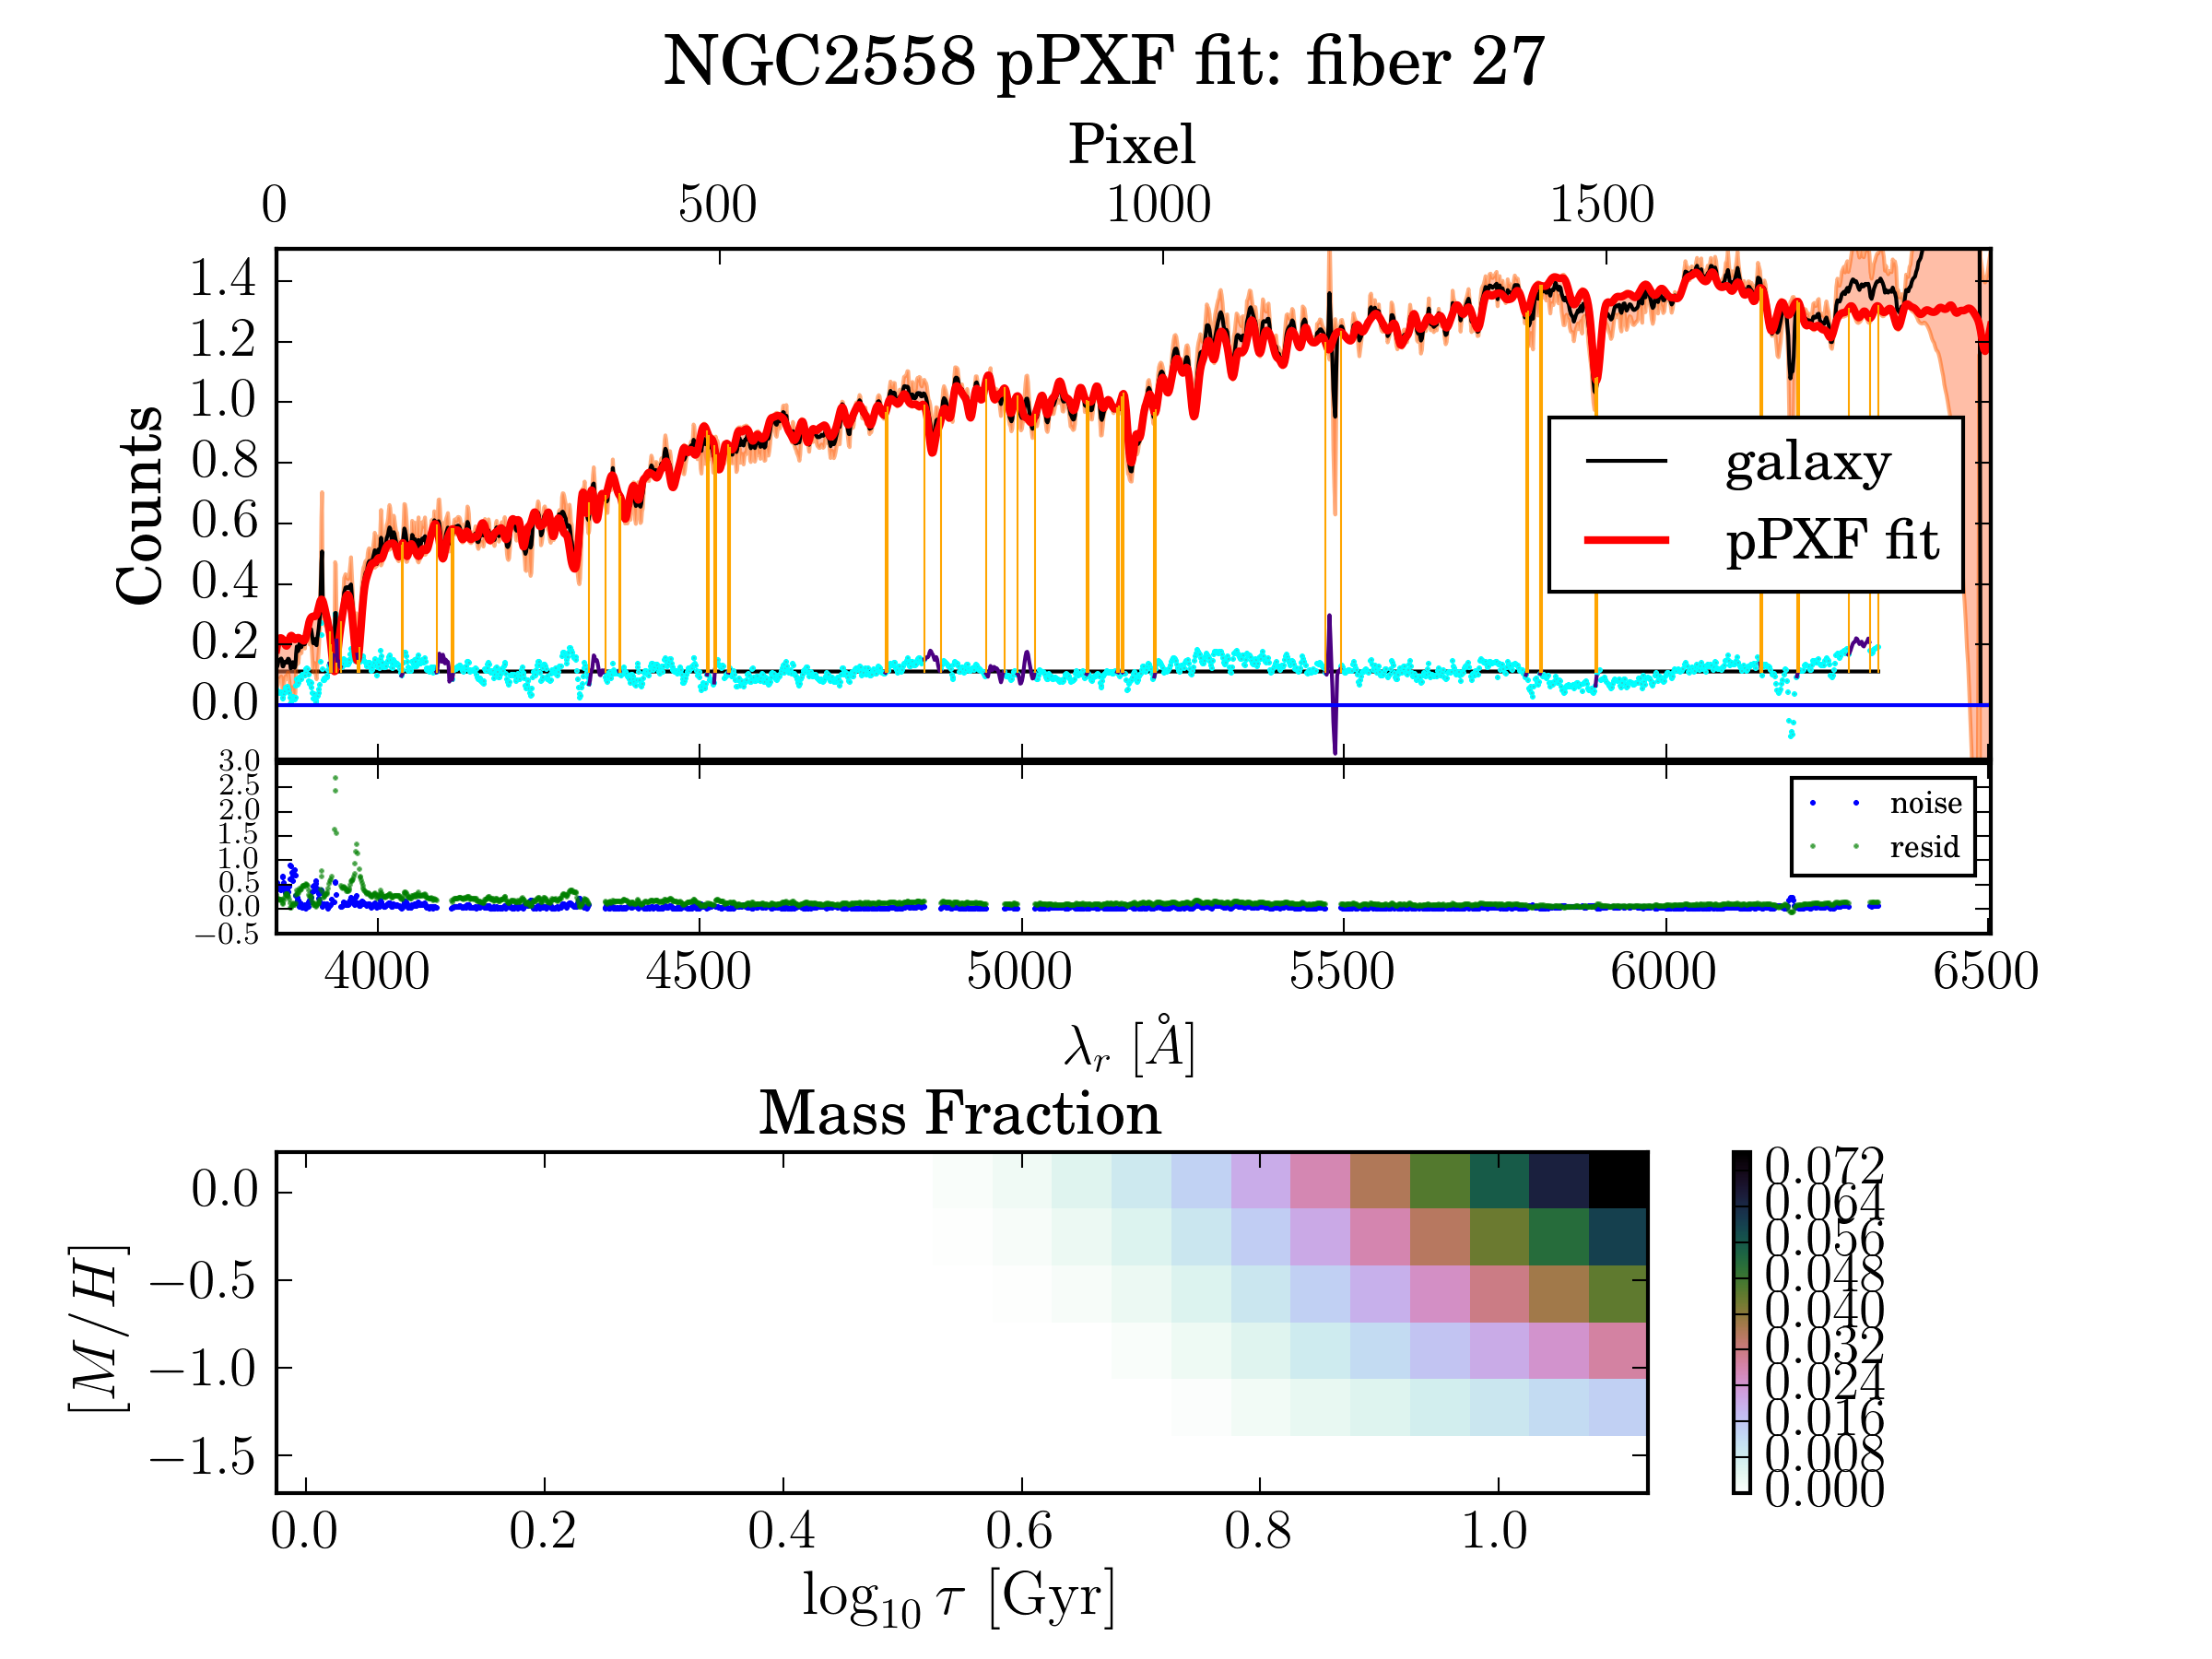 NGC2558 pPXF fit: fiber 27
Pixel
0 500 1000 1500
1.4
1.2
1.0
0.8
0.6
0.4
0.2
0.0
Counts
galaxy
pPXF fit
3.0
2.5
2.0
1.5
1.0
0.5
0.0
−0.5
noise
resid
4000 4500 5000 5500 6000 6500
λr [Å]
Mass Fraction
0.0
−0.5
−1.0
−1.5
[M/H]
0.0 0.2 0.4 0.6 0.8 1.0
log10 τ [Gyr]
0.072
0.064
0.056
0.048
0.040
0.032
0.024
0.016
0.008
0.000